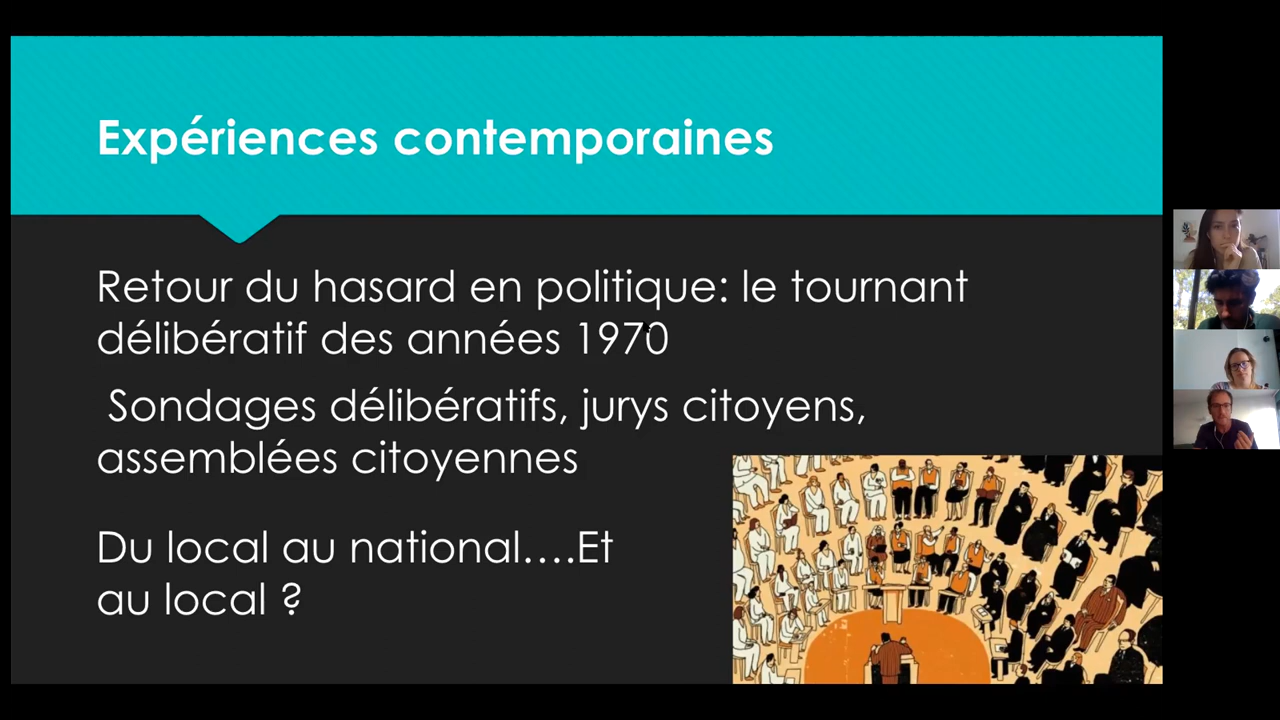 Expériences contemporaines
Retour du hasard en politique: le tournant
délibératif des années 1970
Sondages délibératifs, jurys citoyens,
assemblées citoyennes
Du local au national....Et
au local ?